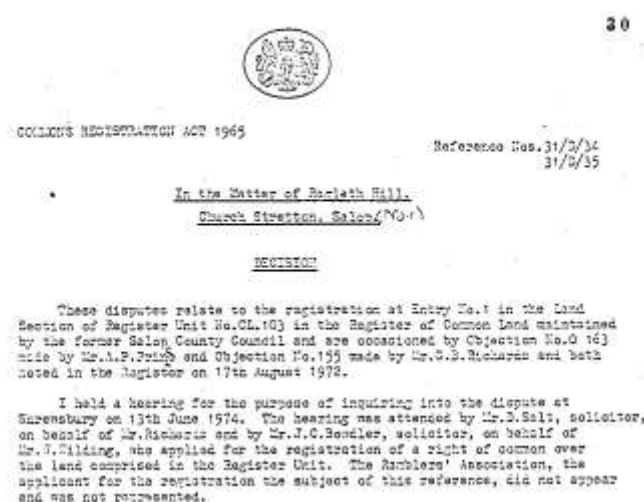 30
COMMONS REGISTRATION ACT 1965
Reference Nos. 31/D/34
31/D/35
In the Matter of Hill,
Church Stretton, Salop (No.1)
DECISION
These disputes relate to the registration at Entry No.1 in the Land
Section of Register Unit No.CL.103 in the Register of Common Land maintained
by the former Salop County Council and are occasioned by Objection No.O 163
made by Mr.A.P. and Objection No.155 made by Mr.G.B.Richards and both
noted in the Register on 17th August 1972.
I held a hearing for the purpose of inquiring into the dispute at
Shrewsbury on 13th June 1974. The hearing was attended by Mr.D.Salt, solicitor,
on behalf of Mr.Richards and by Mr.J.C. solicitor, on behalf of
who applied for the registration of a right of common over
the land comprised in the Register Unit. The Ramblers' Association, the
applicant for the registration the subject of this reference, did not appear
and was not represented.